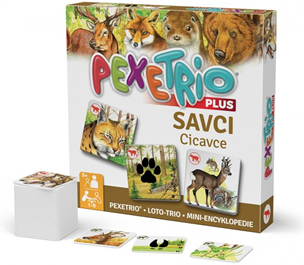 PEXETRIO
PLUS
SAVCI
Cicavce
PEXETRIO® • LOTO-TRIO • MINI-ENCYKLOPEDIE